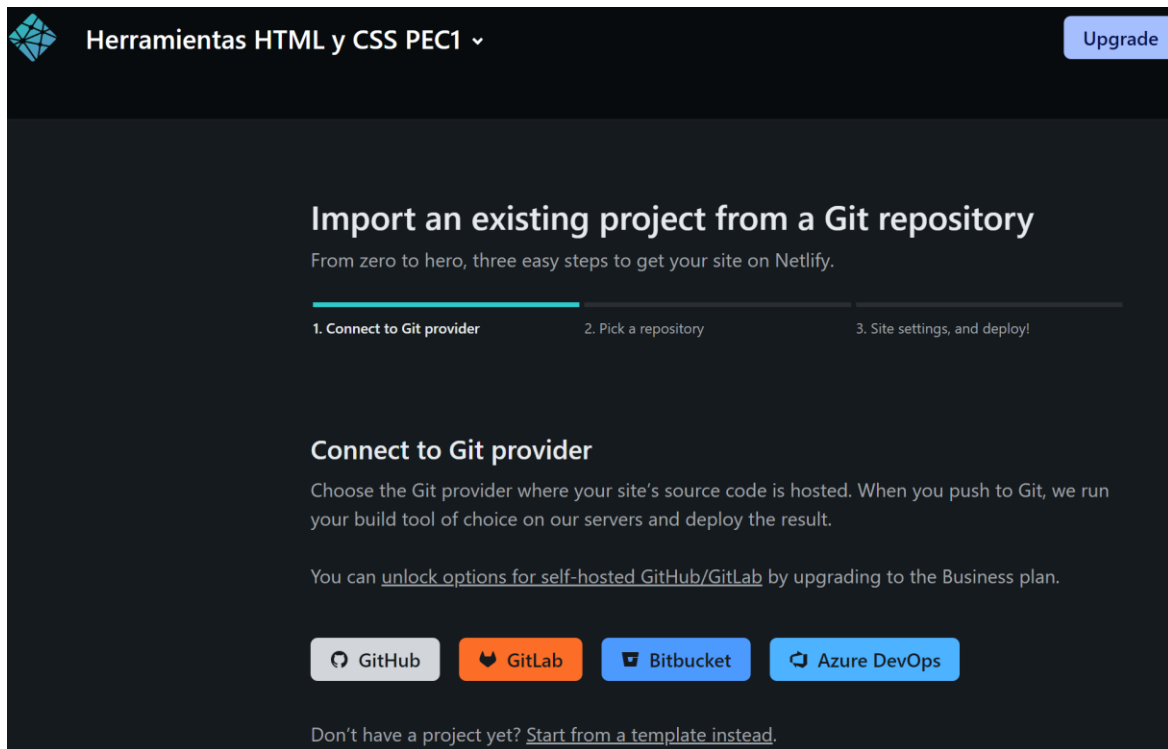 Herramientas HTML y CSS PEC1
Upgrade
Import an existing project from a Git repository
From zero to hero, three easy steps to get your site on Netlify.
1. Connect to Git provider
2. Pick a repository
3. Site settings, and deploy!
Connect to Git provider
Choose the Git provider where your site's source code is hosted. When you push to Git, we run
your build tool of choice on our servers and deploy the result.
You can unlock options for self-hosted GitHub/GitLab by upgrading to the Business plan.
GitHub
GitLab
Bitbucket
Azure DevOps
Don't have a project yet? Start from a template instead.